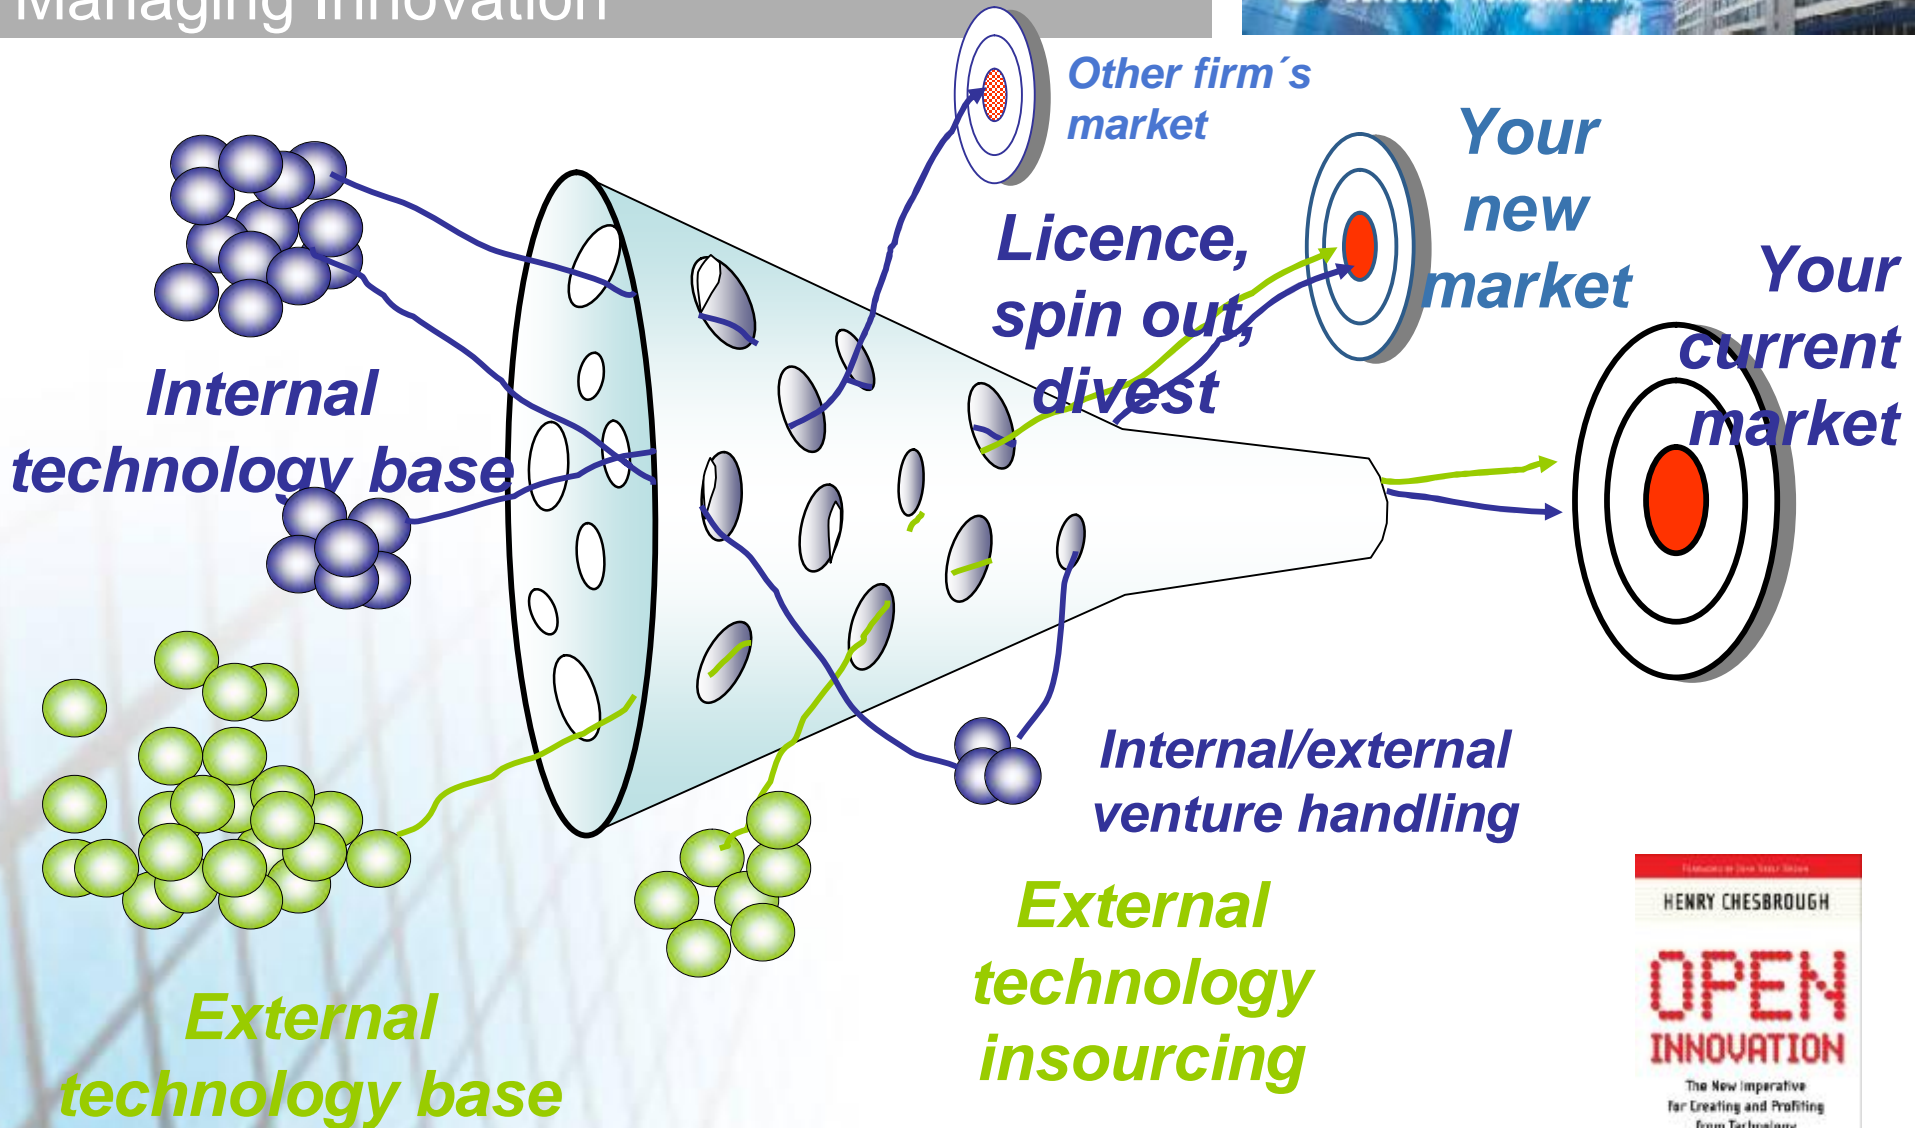 Managing Innovation
Other firm´s
market
Your
new
market
Your
current
market
Licence,
spin out,
divest
Internal
technology base
Internal/external
venture handling
External
technology
insourcing
External
technology base
HENRY CHESBROUGH
OPEN
INNOVATION
The New Imperative
for Creating and Profiting
from Technology